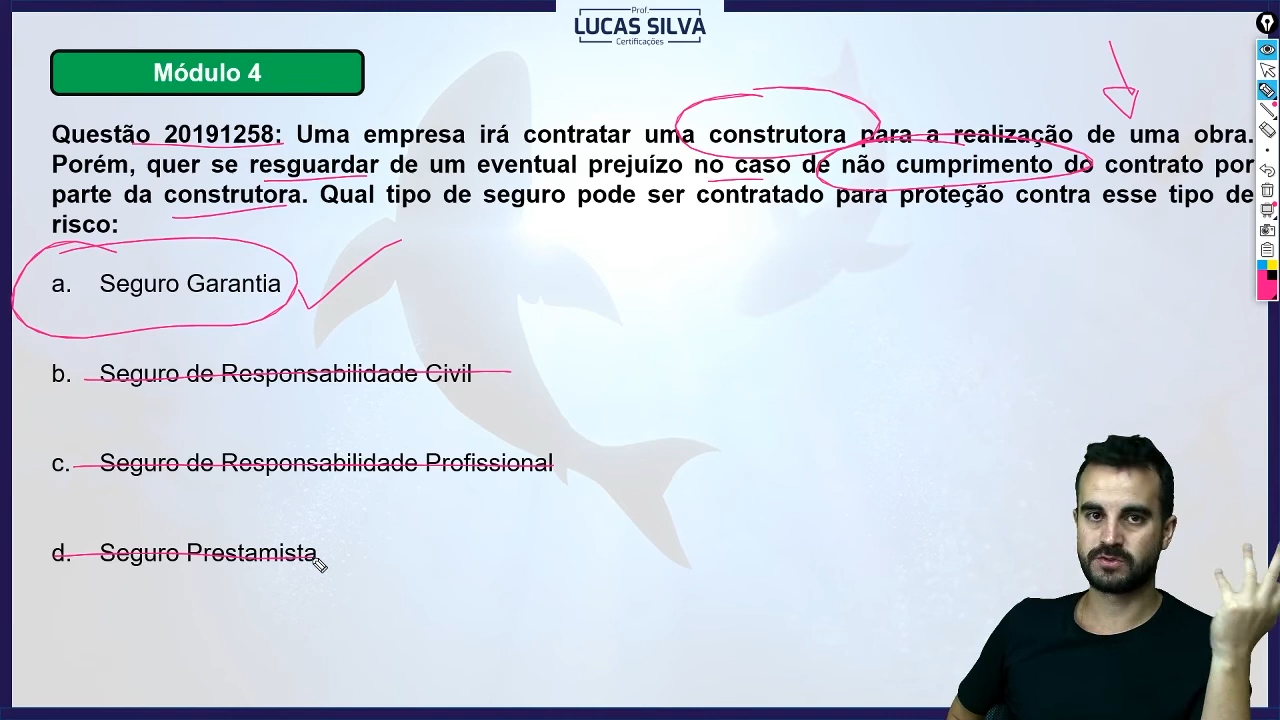 Prof.
LUCAS SILVA
Certificações
Módulo 4
Questão 20191258: Uma empresa irá contratar uma construtora para a realização de uma obra.
Porém, quer se resguardar de um eventual prejuízo no caso de não cumprimento do contrato por
parte da construtora. Qual tipo de seguro pode ser contratado para proteção contra esse tipo de
risco:
a. Seguro Garantia
b. Seguro de Responsabilidade Civil
c. Seguro de Responsabilidade Profissional
d. Seguro Prestamista